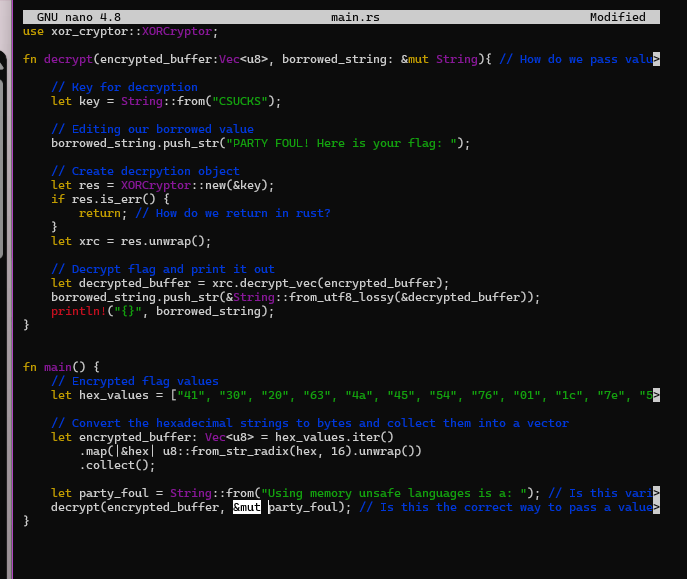 GNU nano 4.8 main.rs Modified
use xor_cryptor::XORCryptor;
fn decrypt(encrypted_buffer:Vec<u8>, borrowed_string: &mut String){ // How do we pass valu>
// Key for decryption
let key = String::from("CSUCKS");
// Editing our borrowed value
borrowed_string.push_str("PARTY FOUL! Here is your flag: ");
// Create decrpytion object
let res = XORCryptor::new(&key);
if res.is_err() {
return; // How do we return in rust?
}
let xrc = res.unwrap();
// Decrypt flag and print it out
let decrypted_buffer = xrc.decrypt_vec(encrypted_buffer);
borrowed_string.push_str(&String::from_utf8_lossy(&decrypted_buffer));
println!("{}", borrowed_string);
}
fn main() {
// Encrypted flag values
let hex_values = ["41", "30", "20", "63", "4a", "45", "54", "76", "01", "1c", "7e", "5>
// Convert the hexadecimal strings to bytes and collect them into a vector
let encrypted_buffer: Vec<u8> = hex_values.iter()
.map(|&hex| u8::from_str_radix(hex, 16).unwrap())
.collect();
let party_foul = String::from("Using memory unsafe languages is a: "); // Is this vari>
decrypt(encrypted_buffer, &mut party_foul); // Is this the correct way to pass a value>
}